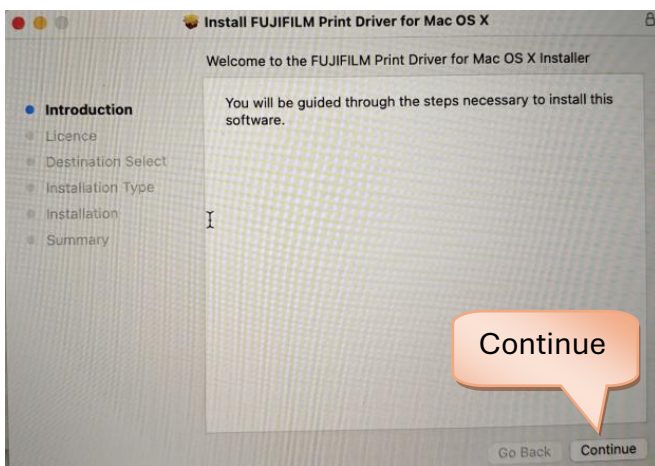 Install FUJIFILM Print Driver for Mac OS X
Welcome to the FUJIFILM Print Driver for Mac OS X Installer
Introduction
Licence
Destination Select
Installation Type
Installation
Summary
You will be guided through the steps necessary to install this
software.
Continue
Go Back
Continue